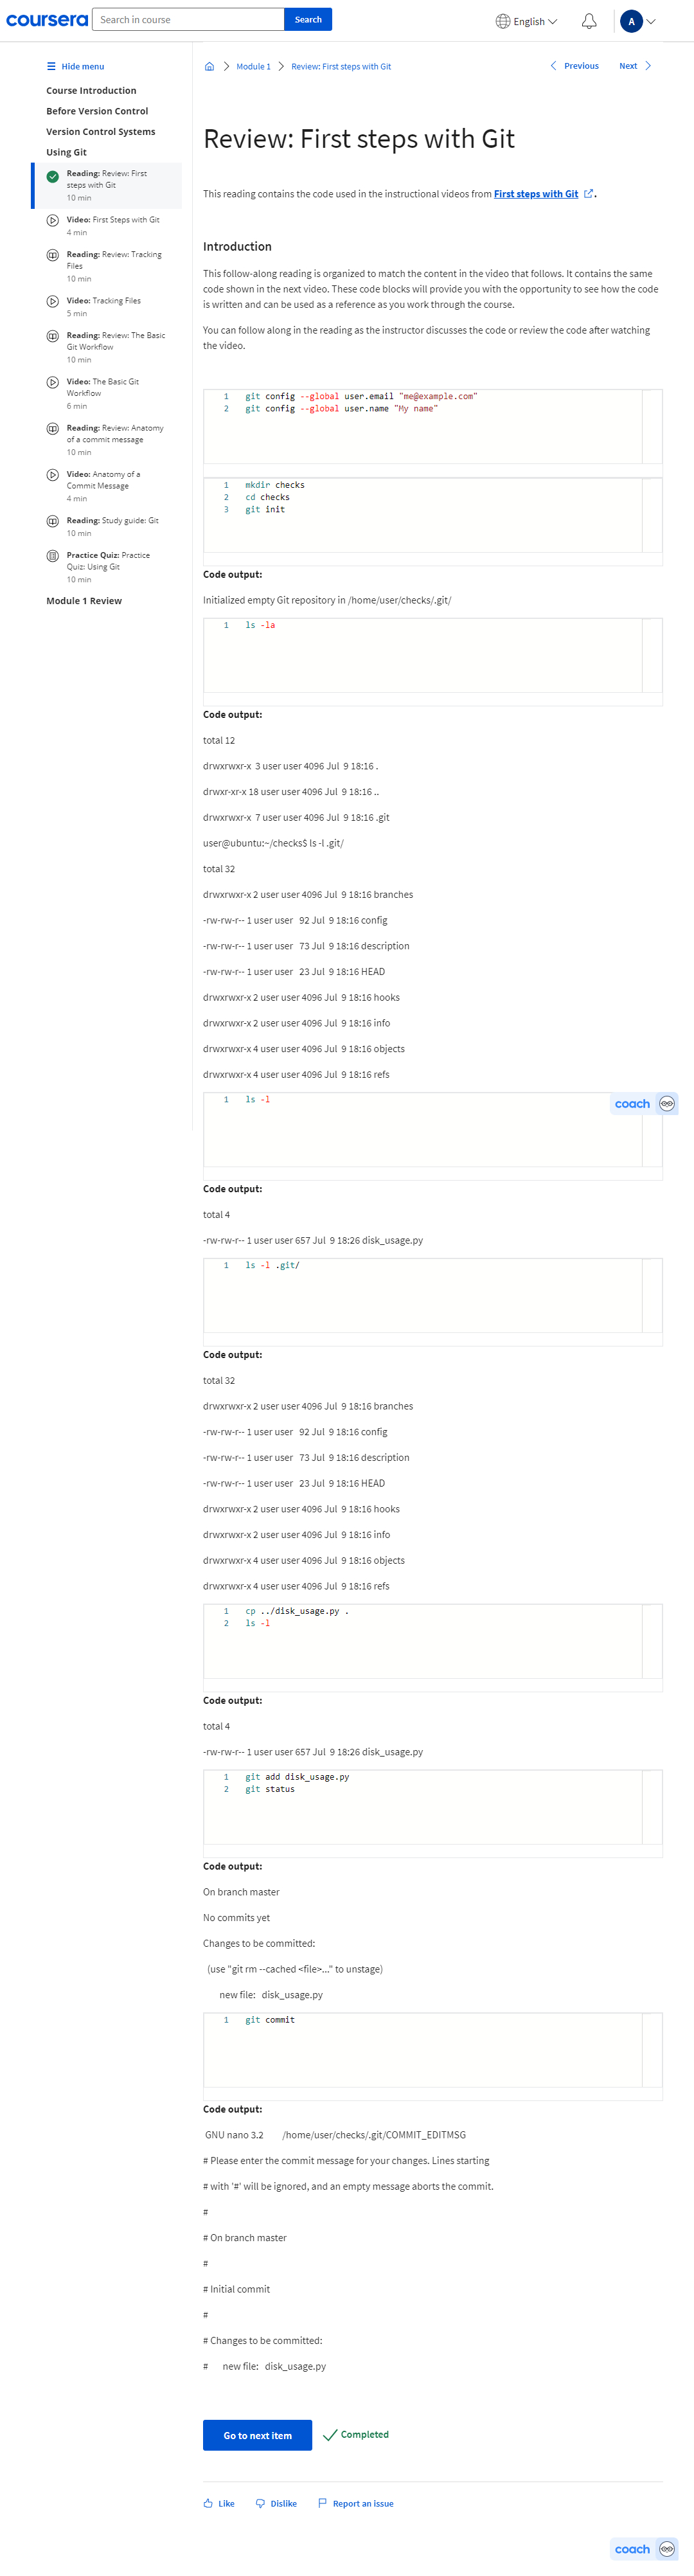 coursera
Search in course
Search
English
A
Hide menu
Course Introduction
Before Version Control
Version Control Systems
Using Git
Reading: Review: First
steps with Git
10 min
Video: First Steps with Git
4 min
Reading: Review: Tracking
Files
10 min
Video: Tracking Files
5 min
Reading: Review: The Basic
Git Workflow
10 min
Video: The Basic Git
Workflow
6 min
Reading: Review: Anatomy
of a commit message
10 min
Video: Anatomy of a
Commit Message
4 min
Reading: Study guide: Git
10 min
Practice Quiz: Practice
Quiz: Using Git
10 min
Module 1 Review
Module 1
Review: First steps with Git
Previous
Next
Review: First steps with Git
This reading contains the code used in the instructional videos from First steps with Git .
Introduction
This follow-along reading is organized to match the content in the video that follows. It contains the same
code shown in the next video. These code blocks will provide you with the opportunity to see how the code
is written and can be used as a reference as you work through the course.
You can follow along in the reading as the instructor discusses the code or review the code after watching
the video.
1 git config --global user.email "me@example.com"
2 git config --global user.name "My name"
1 mkdir checks
2 cd checks
3 git init
Code output:
Initialized empty Git repository in /home/user/checks/.git/
1 ls -la
Code output:
total 12
drwxrwxr-x  3 user user 4096 Jul  9 18:16 .
drwxr-xr-x 18 user user 4096 Jul  9 18:16 ..
drwxrwxr-x  7 user user 4096 Jul  9 18:16 .git
user@ubuntu:~/checks$ ls -l .git/
total 32
drwxrwxr-x 2 user user 4096 Jul  9 18:16 branches
-rw-rw-r-- 1 user user   92 Jul  9 18:16 config
-rw-rw-r-- 1 user user   73 Jul  9 18:16 description
-rw-rw-r-- 1 user user   23 Jul  9 18:16 HEAD
drwxrwxr-x 2 user user 4096 Jul  9 18:16 hooks
drwxrwxr-x 2 user user 4096 Jul  9 18:16 info
drwxrwxr-x 4 user user 4096 Jul  9 18:16 objects
drwxrwxr-x 4 user user 4096 Jul  9 18:16 refs
1 ls -l
coach
Code output:
total 4
-rw-rw-r-- 1 user user 657 Jul  9 18:26 disk_usage.py
1 ls -l .git/
Code output:
total 32
drwxrwxr-x 2 user user 4096 Jul  9 18:16 branches
-rw-rw-r-- 1 user user   92 Jul  9 18:16 config
-rw-rw-r-- 1 user user   73 Jul  9 18:16 description
-rw-rw-r-- 1 user user   23 Jul  9 18:16 HEAD
drwxrwxr-x 2 user user 4096 Jul  9 18:16 hooks
drwxrwxr-x 2 user user 4096 Jul  9 18:16 info
drwxrwxr-x 4 user user 4096 Jul  9 18:16 objects
drwxrwxr-x 4 user user 4096 Jul  9 18:16 refs
1 cp ../disk_usage.py .
2 ls -l
Code output:
total 4
-rw-rw-r-- 1 user user 657 Jul  9 18:26 disk_usage.py
1 git add disk_usage.py
2 git status
Code output:
On branch master
No commits yet
Changes to be committed:
(use "git rm --cached <file>..." to unstage)
new file:   disk_usage.py
1 git commit
Code output:
GNU nano 3.2        /home/user/checks/.git/COMMIT_EDITMSG
# Please enter the commit message for your changes. Lines starting
# with '#' will be ignored, and an empty message aborts the commit.
#
# On branch master
#
# Initial commit
#
# Changes to be committed:
#       new file:   disk_usage.py
Go to next item
Completed
Like
Dislike
Report an issue
coach